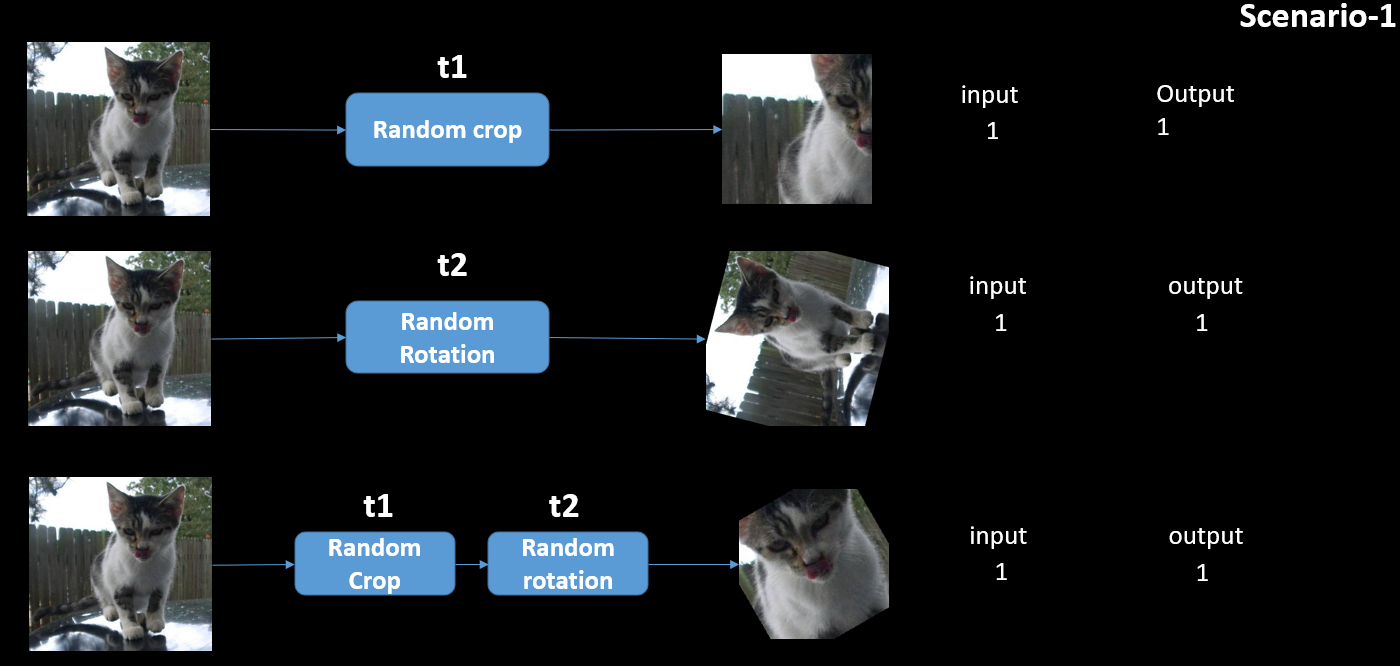 Scenario-1
t1
Random crop
input
Output
1
1
t2
Random
Rotation
input
output
1
1
t1
t2
Random
Crop
Random
rotation
input
output
1
1